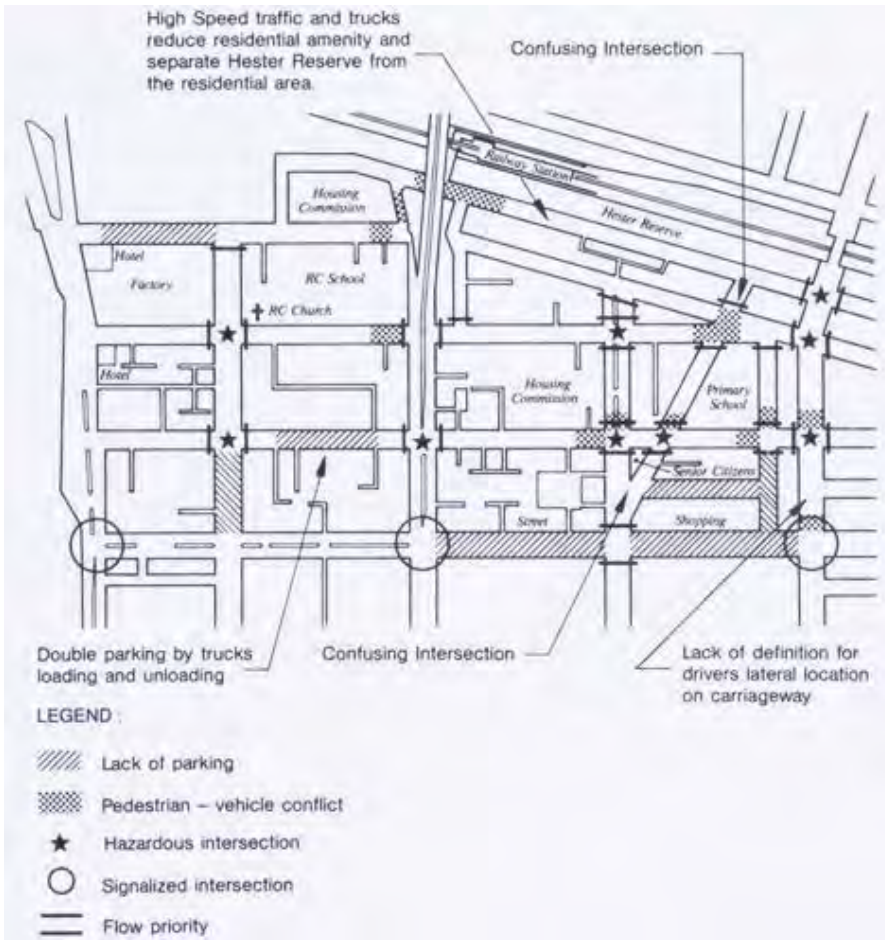 High Speed traffic and trucks
reduce residential amenity and
separate Hester Reserve from
the residential area.
Confusing Intersection
Railway Station
Housing
Commission
Hester Reserve
Hotel
Factory
RC School
RC Church
Hotel
Housing
Commission
Primary
School
Senior Citizens
Street
Shopping
Double parking by trucks
loading and unloading
Confusing Intersection
Lack of definition for
drivers lateral location
on carriageway
LEGEND :
Lack of parking
Pedestrian – vehicle conflict
Hazardous intersection
Signalized intersection
Flow priority